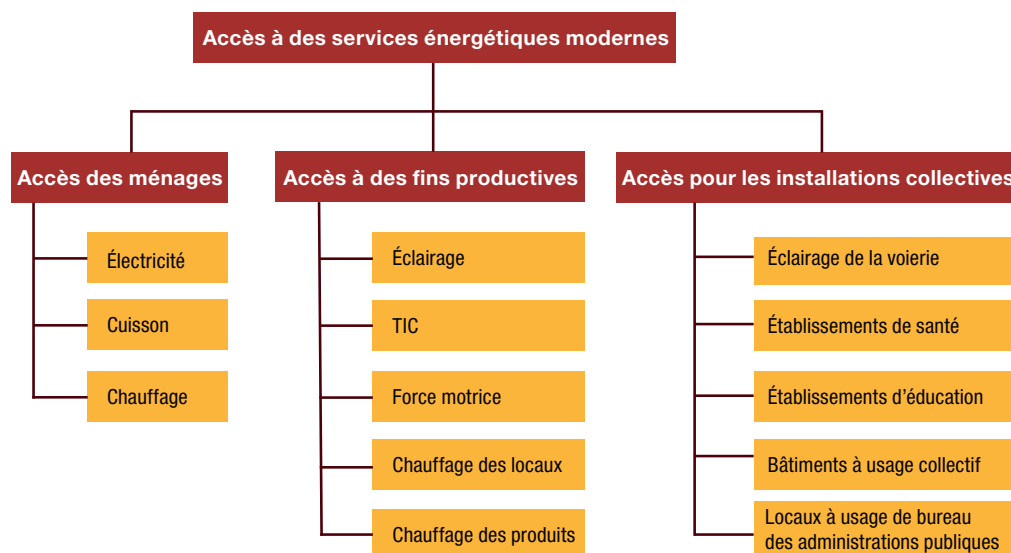 Accès à des services énergétiques modernes
Accès des ménages
Électricité
Cuisson
Chauffage
Accès à des fins productives
Éclairage
TIC
Force motrice
Chauffage des locaux
Chauffage des produits
Accès pour les installations collectives
Éclairage de la voierie
Établissements de santé
Établissements d'éducation
Bâtiments à usage collectif
Locaux à usage de bureau
des administrations publiques